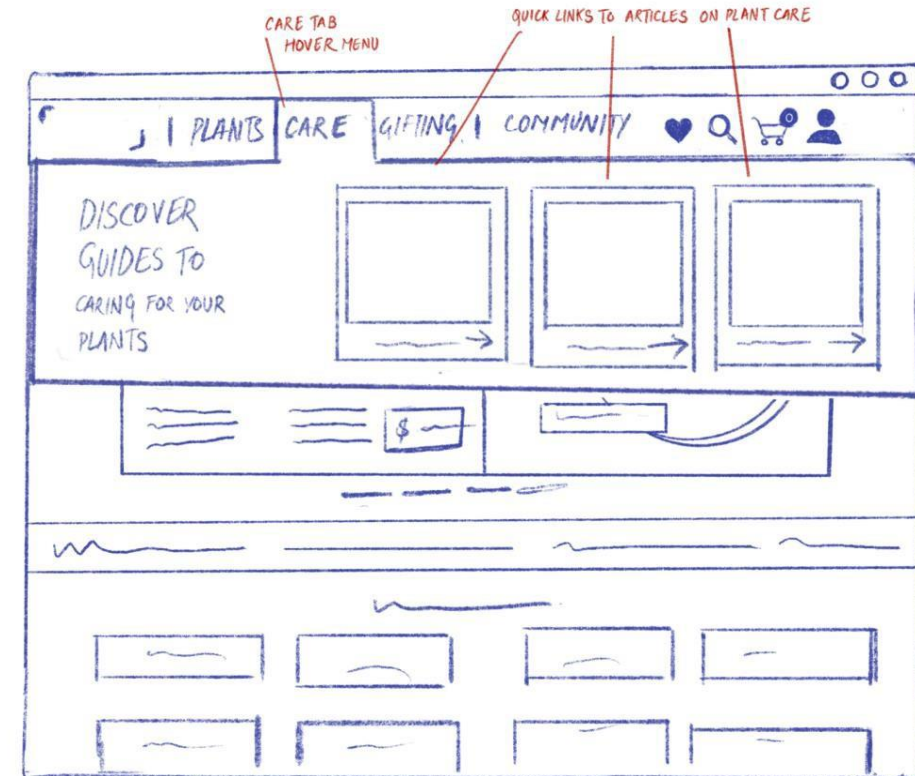 CARE TAB
HOVER MENU
QUICK LINKS TO ARTICLES ON PLANT CARE
| PLANTS CARE GIFTING | COMMUNITY 0
DISCOVER
GUIDES TO
CARING FOR YOUR
PLANTS
$